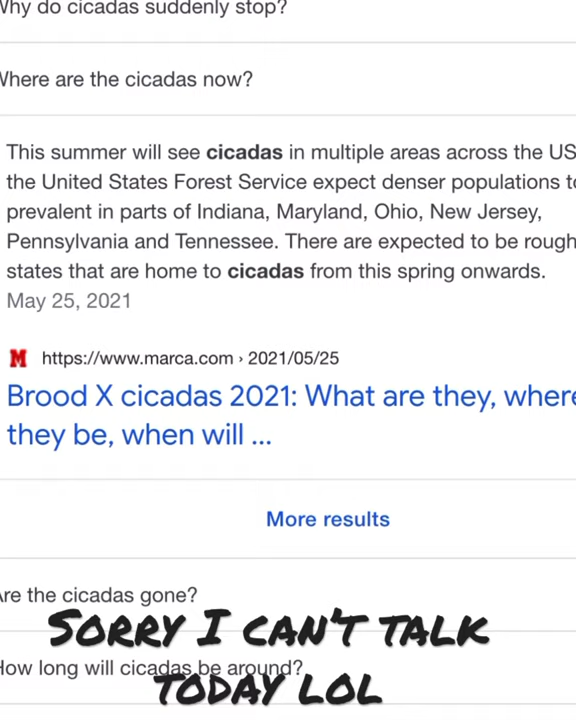 Why do cicadas suddenly stop?
Where are the cicadas now?
This summer will see cicadas in multiple areas across the US
the United States Forest Service expect denser populations
prevalent in parts of Indiana, Maryland, Ohio, New Jersey,
Pennsylvania and Tennessee. There are expected to be rough
states that are home to cicadas from this spring onwards.
May 25, 2021
M https://www.marca.com › 2021/05/25
Brood X cicadas 2021: What are they, where
they be, when will ...
More results
Are the cicadas gone?
SORRY I CAN'T TALK
How long will cicadas be around?
TODAY LOL